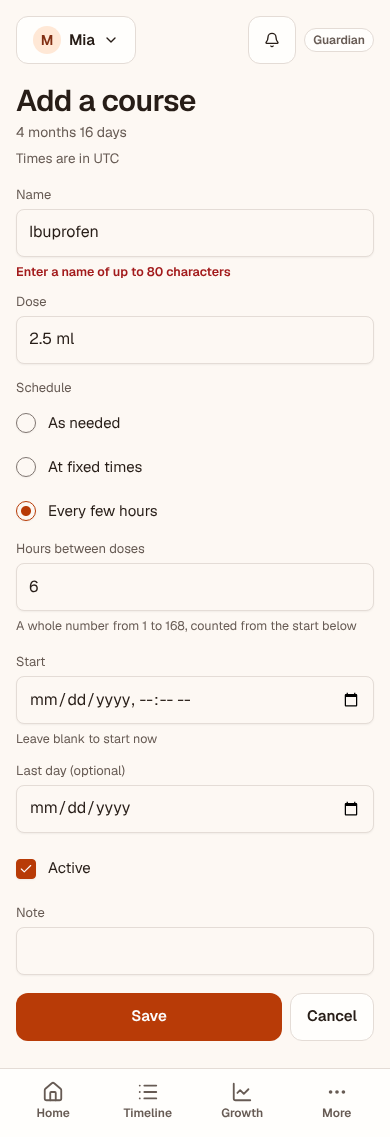 M Mia
Guardian
Add a course
4 months 16 days
Times are in UTC
Name
Ibuprofen
Enter a name of up to 80 characters
Dose
2.5 ml
Schedule
As needed
At fixed times
Every few hours
Hours between doses
6
A whole number from 1 to 168, counted from the start below
Start
mm/dd/yyyy, --:-- --
Leave blank to start now
Last day (optional)
mm/dd/yyyy
Active
Note
Save Cancel
Home Timeline Growth More